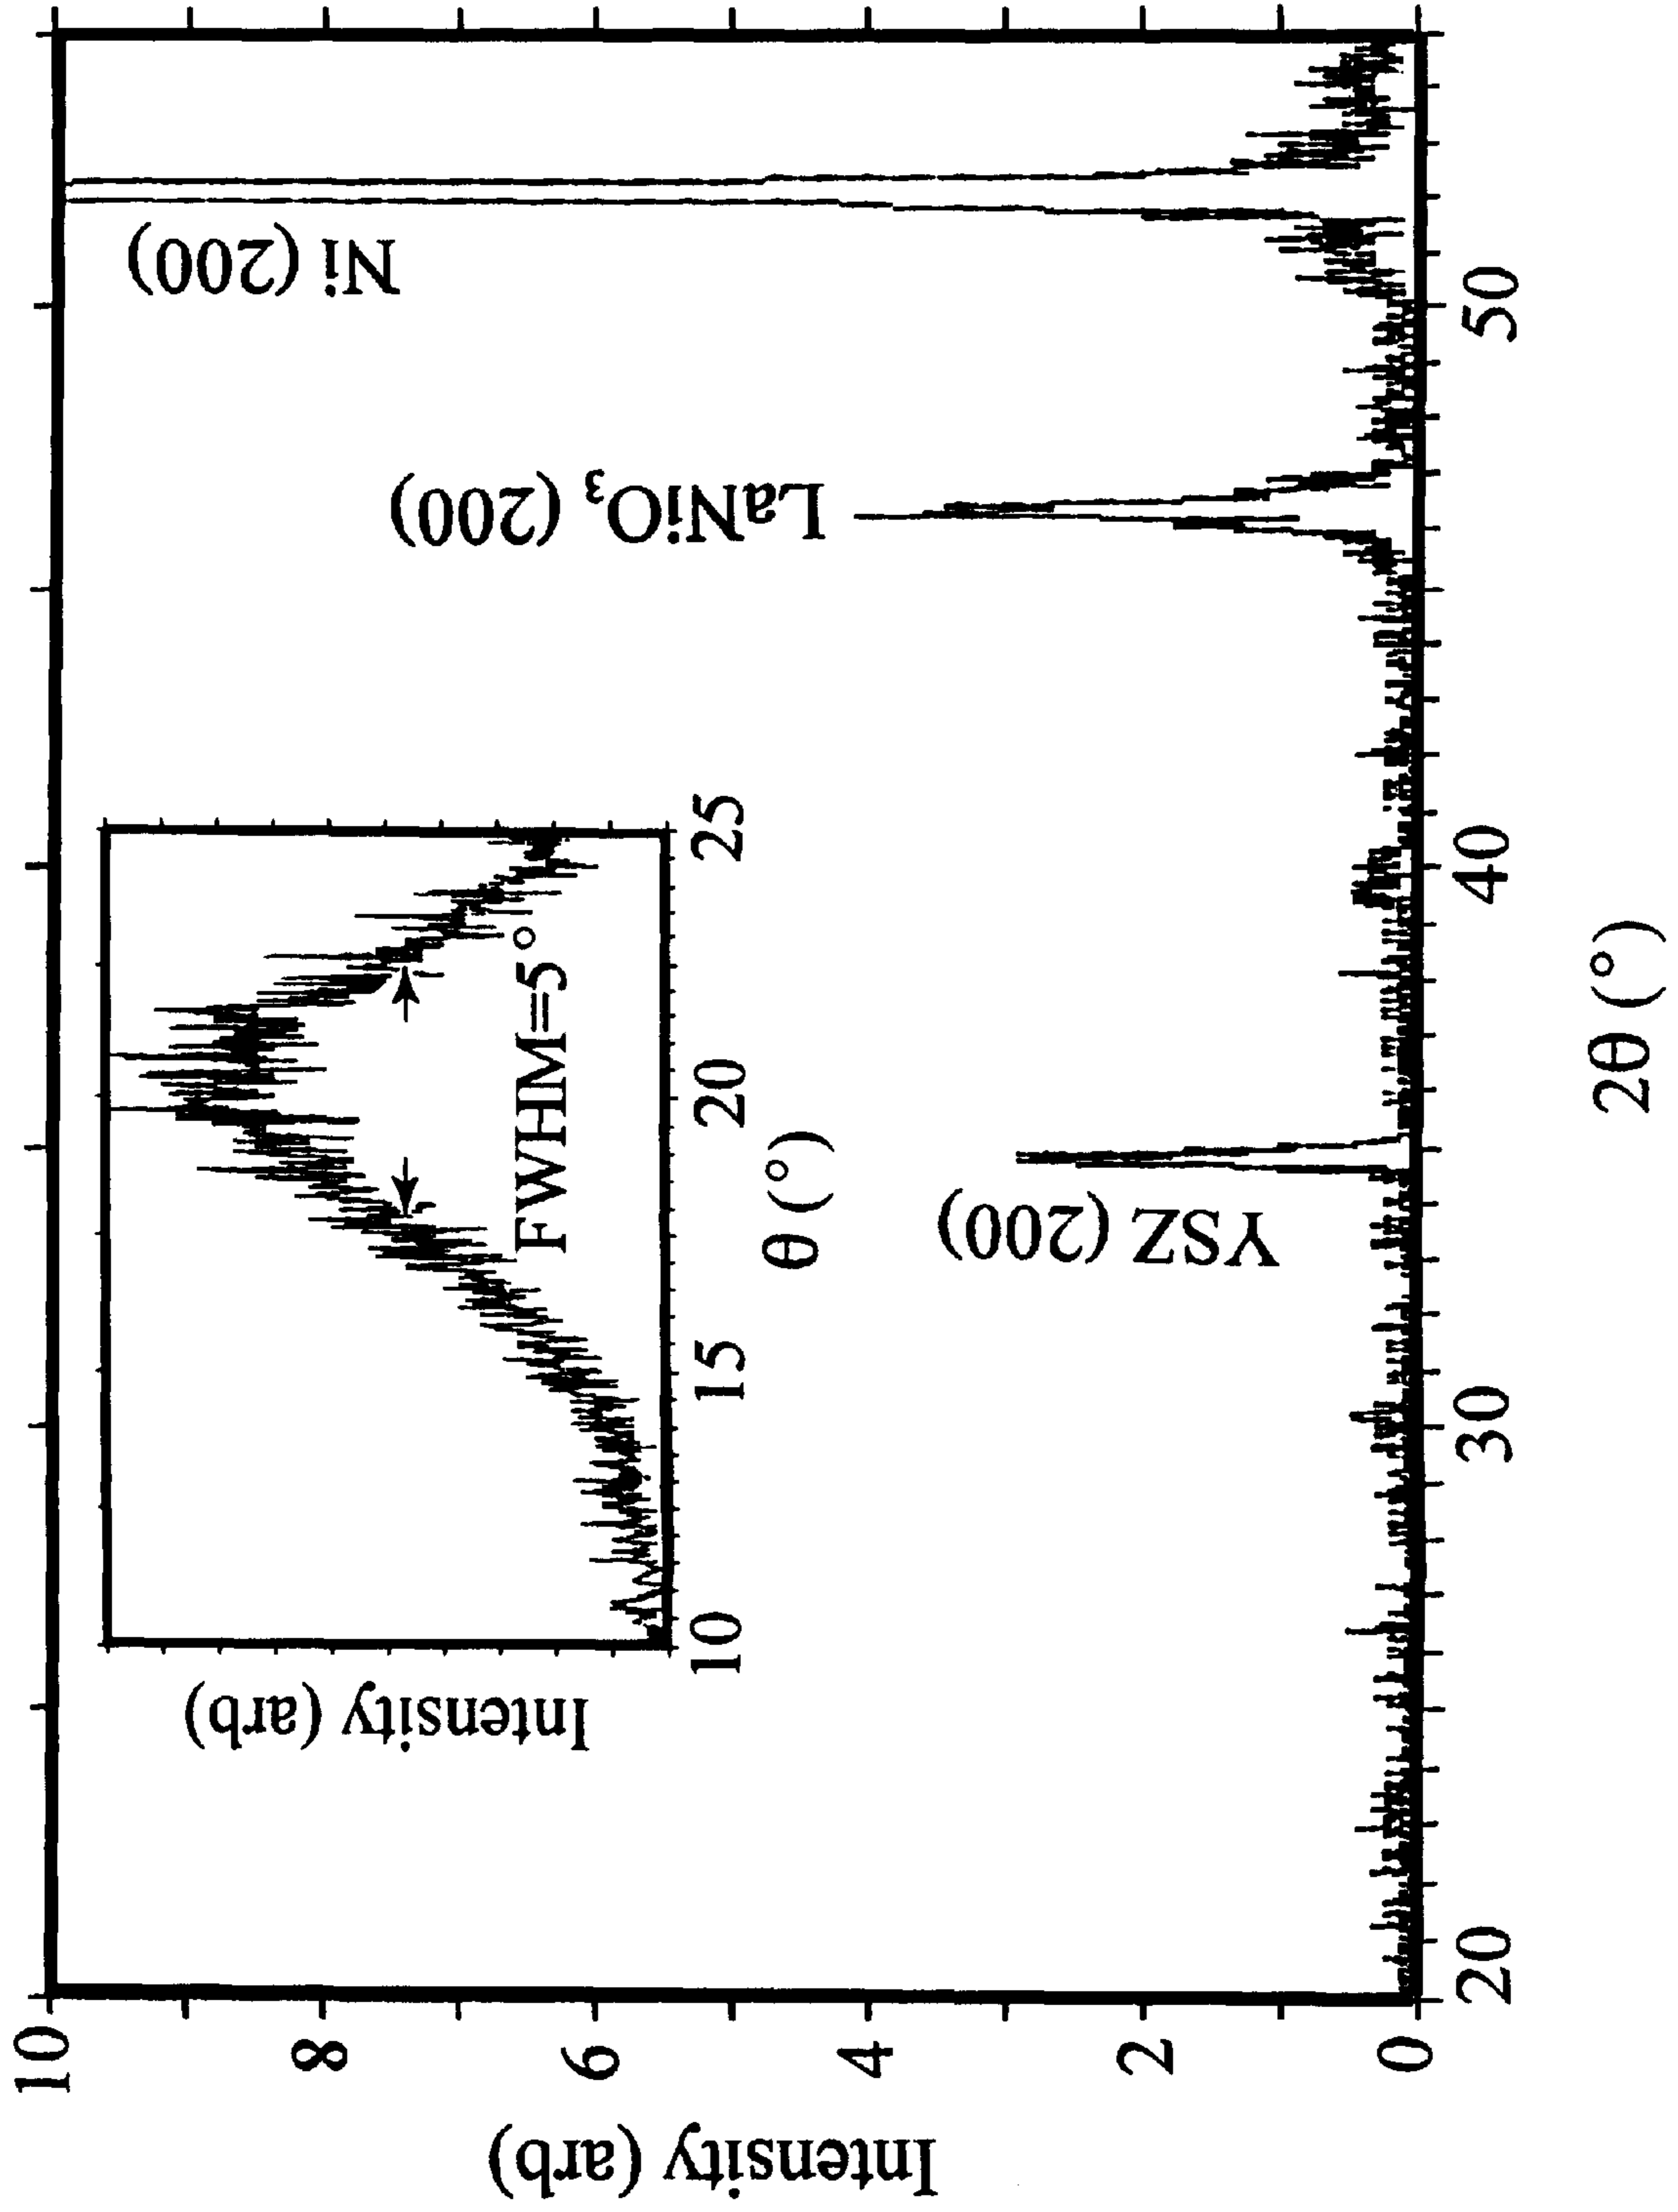 Intensity (arb)
10
8
6
4
2
0
20
30
40
50
2θ (°)
YSZ (200)
LaNiO₃ (200)
Ni (200)
Intensity (arb)
10
15
20
25
θ (°)
FWHM=5°